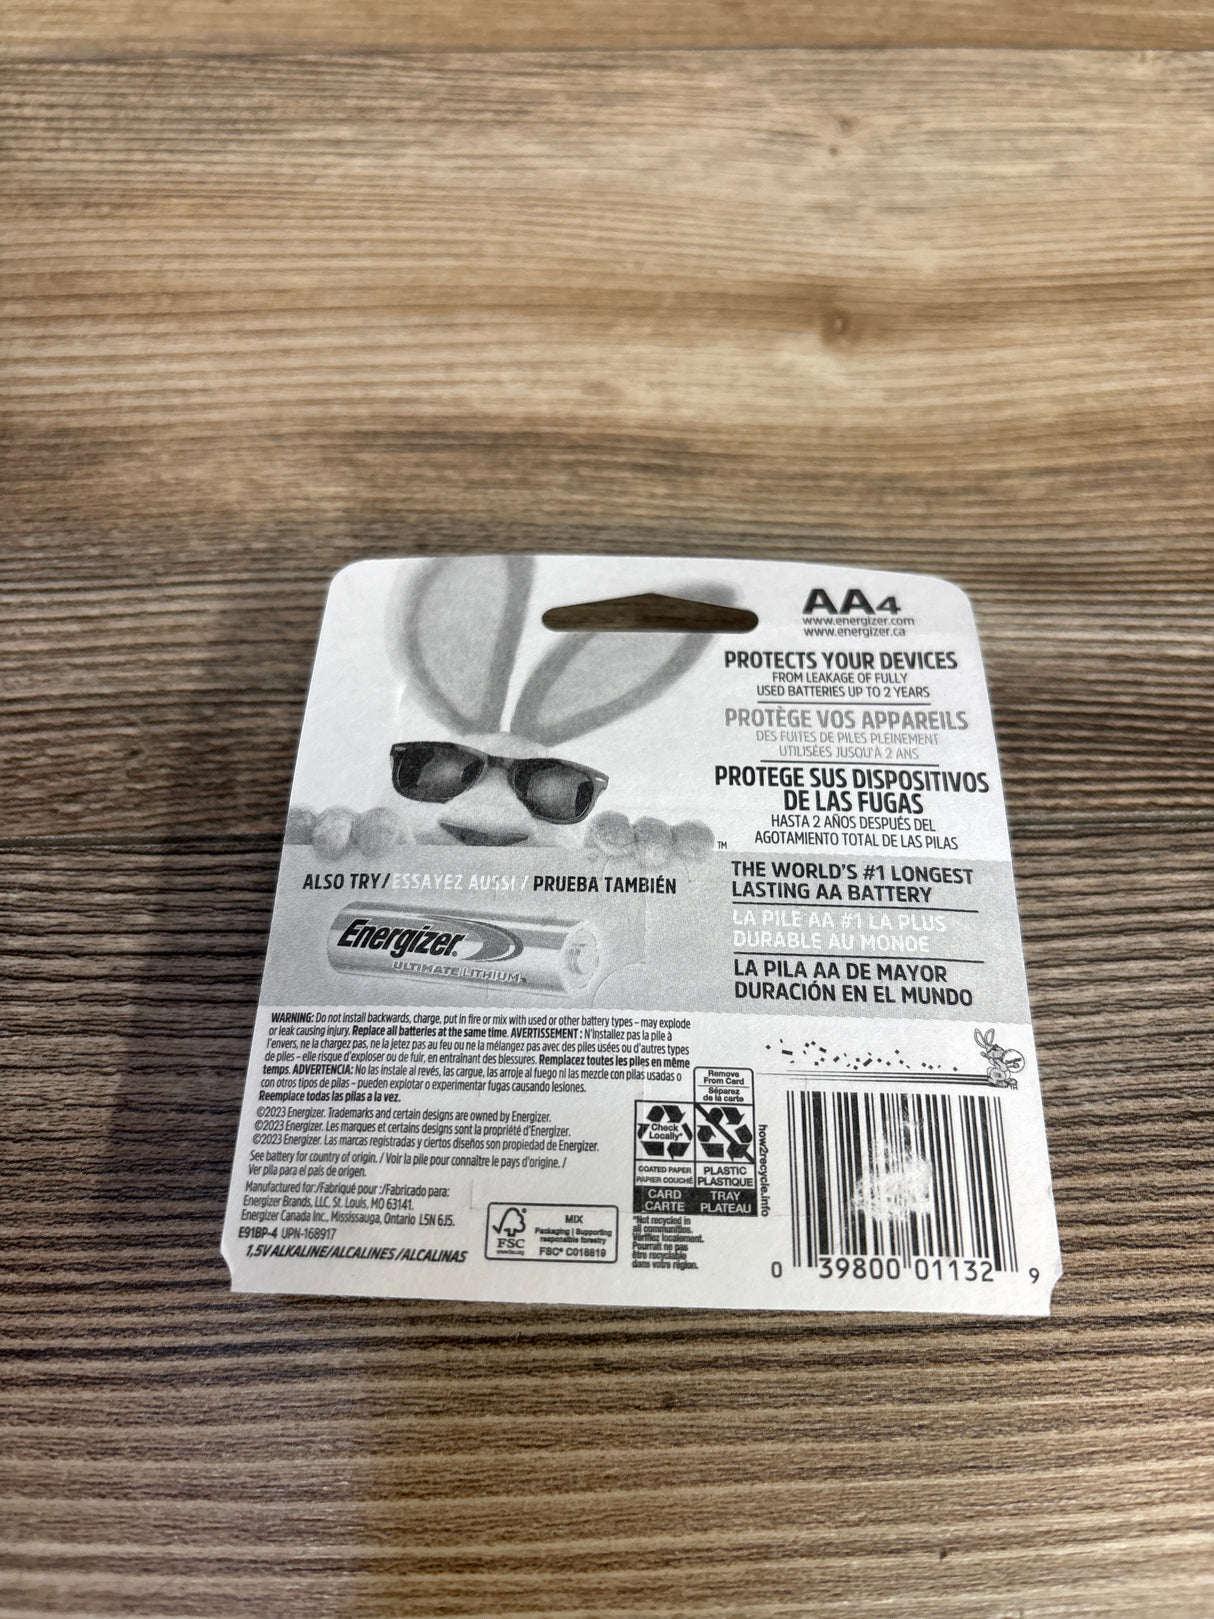 AA4
www.energizer.com
www.energizer.ca
PROTECTS YOUR DEVICES
FROM LEAKAGE OF FULLY
USED BATTERIES UP TO 2 YEARS
PROTÈGE VOS APPAREILS
DES FUITES DE PILES PLEINEMENT
UTILISÉES JUSQU'À 2 ANS
PROTEGE SUS DISPOSITIVOS
DE LAS FUGAS
HASTA 2 AÑOS DESPUÉS DEL
AGOTAMIENTO TOTAL DE LAS PILAS
TM
ALSO TRY/ESSAYEZ AUSSI/PRUEBA TAMBIÉN
Energizer
ULTIMATE LITHIUM™
THE WORLD'S #1 LONGEST
LASTING AA BATTERY
LA PILE AA #1 LA PLUS
DURABLE AU MONDE
LA PILA AA DE MAYOR
DURACIÓN EN EL MUNDO
WARNING: Do not install backwards, charge, put in fire or mix with used or other battery types – may explode
or leak causing injury. Replace all batteries at the same time. AVERTISSEMENT : N'installez pas la pile à
l'envers, ne la chargez pas, ne la jetez pas au feu ou ne la mélangez pas avec des piles usées ou d'autres types
de piles – elle risque d'exploser ou de fuir, en entraînant des blessures. Remplacez toutes les piles en même
temps. ADVERTENCIA: No las instale al revés, las cargue, las arroje al fuego ni las mezcle con pilas usadas o
con otros tipos de pilas – pueden explotar o experimentar fugas causando lesiones.
Reemplace todas las pilas a la vez.
©2023 Energizer. Trademarks and certain designs are owned by Energizer.
©2023 Energizer. Les marques et certains designs sont la propriété d'Energizer.
©2023 Energizer. Las marcas registradas y ciertos diseños son propiedad de Energizer.
See battery for country of origin. / Voir la pile pour connaître le pays d'origine. /
Ver pila para el país de origen.
Manufactured for:/Fabriqué pour :/Fabricado para:
Energizer Brands, LLC, St. Louis, MO 63141.
Energizer Canada Inc., Mississauga, Ontario L5N 6J5.
E91BP-4 UPN-168917
1,5V ALKALINE/ALCALINES/ALCALINAS
FSC
www.fsc.org
MIX
Packaging | Supporting
responsible forestry
FSC® C018819
Remove
From Card
Séparez
de la carte
Check
Locally*
COATED PAPER
PAPIER COUCHÉ
CARD
CARTE
PLASTIC
PLASTIQUE
TRAY
PLATEAU
*Not recycled in
all communities.
Vérifiez localement.
Pourrait ne pas
être recyclable
dans votre région.
how2recycle.info
0 39800 01132 9